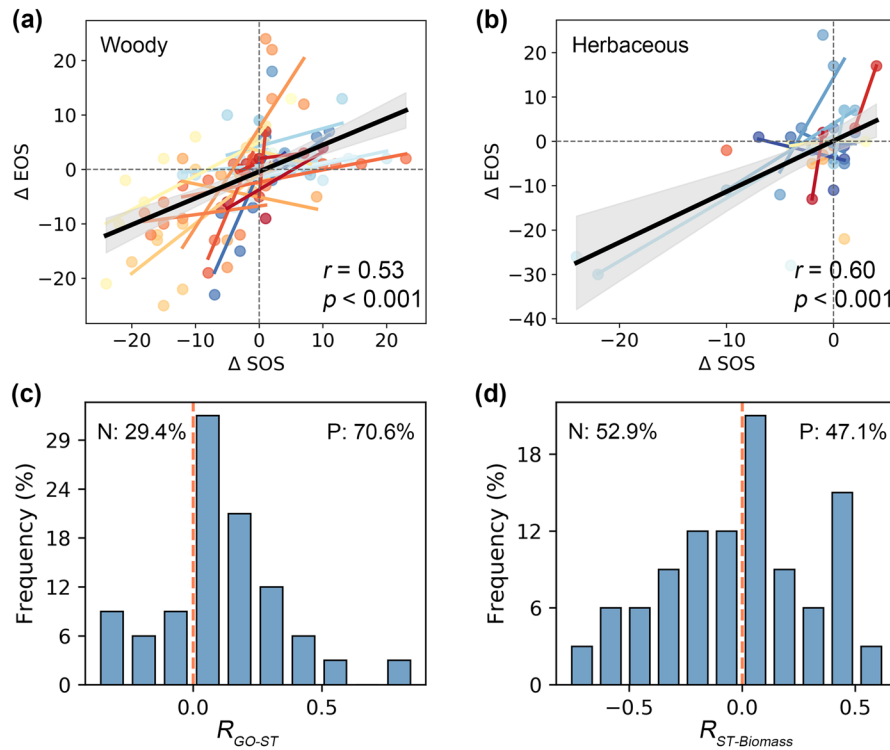 (a)
Woody
20
10
0
−10
−20
Δ EOS
r = 0.53
p < 0.001
−20 −10 0 10 20
Δ SOS
(b)
Herbaceous
20
10
0
−10
−20
−30
−40
Δ EOS
r = 0.60
p < 0.001
−20 −10 0
Δ SOS
(c)
N: 29.4% P: 70.6%
29
24
18
12
6
0
Frequency (%)
0.0 0.5
R GO-ST
(d)
N: 52.9% P: 47.1%
18
12
6
0
Frequency (%)
−0.5 0.0 0.5
R ST-Biomass